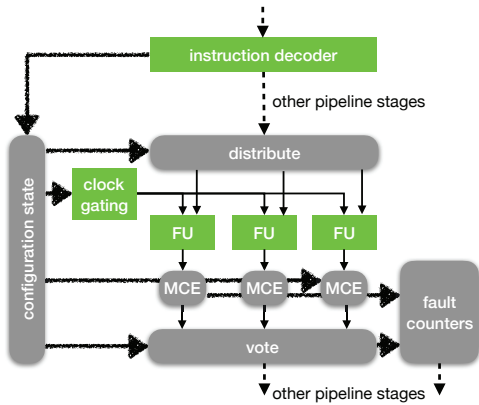 instruction decoder
other pipeline stages
distribute
configuration state
clock
gating
FU
FU
FU
MCE
MCE
MCE
fault
counters
vote
other pipeline stages